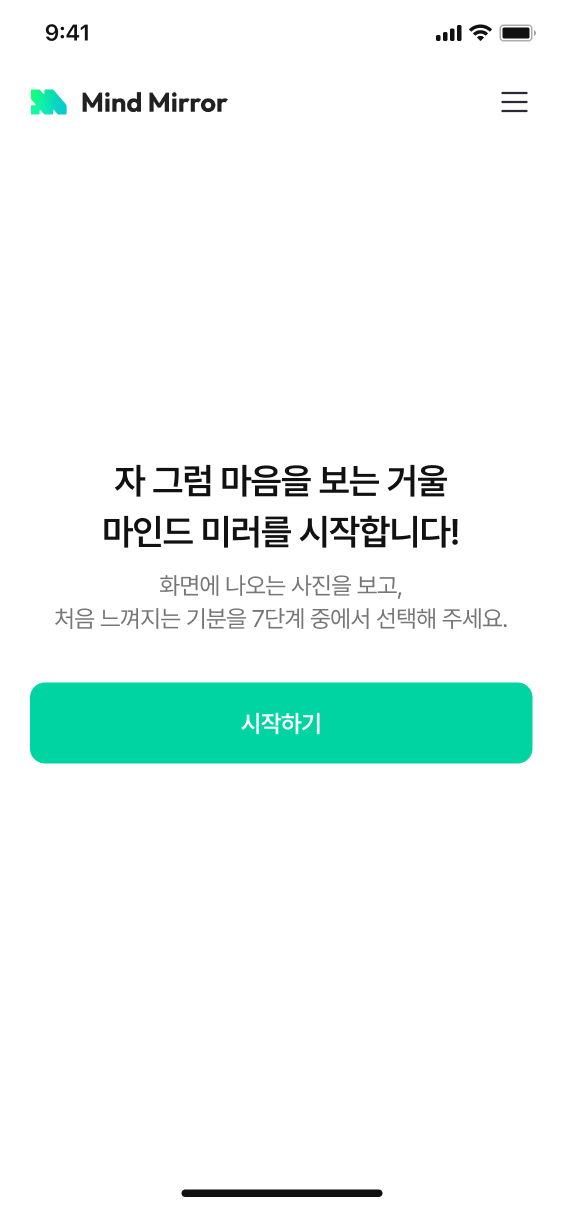 9:41
Mind Mirror
자 그럼 마음을 보는 거울
마인드 미러를 시작합니다!
화면에 나오는 사진을 보고,
처음 느껴지는 기분을 7단계 중에서 선택해 주세요.
시작하기